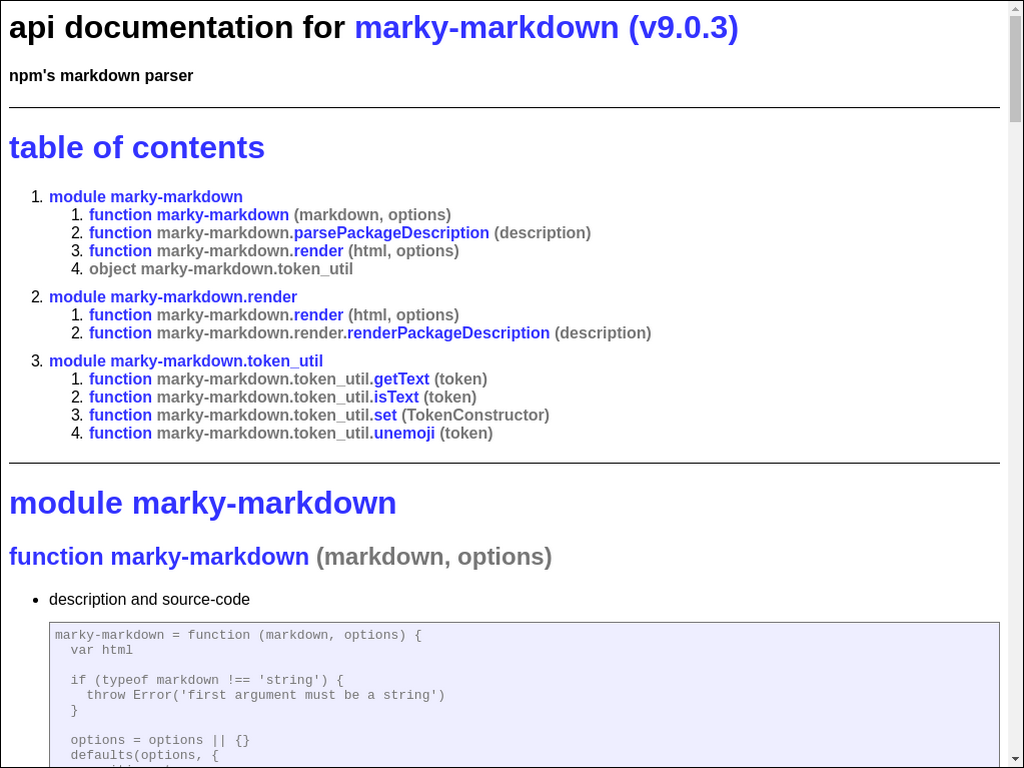 api documentation for marky-markdown (v9.0.3)
npm's markdown parser
table of contents
1. module marky-markdown
1. function marky-markdown (markdown, options)
2. function marky-markdown.parsePackageDescription (description)
3. function marky-markdown.render (html, options)
4. object marky-markdown.token_util
2. module marky-markdown.render
1. function marky-markdown.render (html, options)
2. function marky-markdown.render.renderPackageDescription (description)
3. module marky-markdown.token_util
1. function marky-markdown.token_util.getText (token)
2. function marky-markdown.token_util.isText (token)
3. function marky-markdown.token_util.set (TokenConstructor)
4. function marky-markdown.token_util.unemoji (token)
module marky-markdown
function marky-markdown (markdown, options)
• description and source-code
marky-markdown = function (markdown, options) {
  var html
  if (typeof markdown !== 'string') {
    throw Error('first argument must be a string')
  }
  options = options || {}
  defaults(options, {